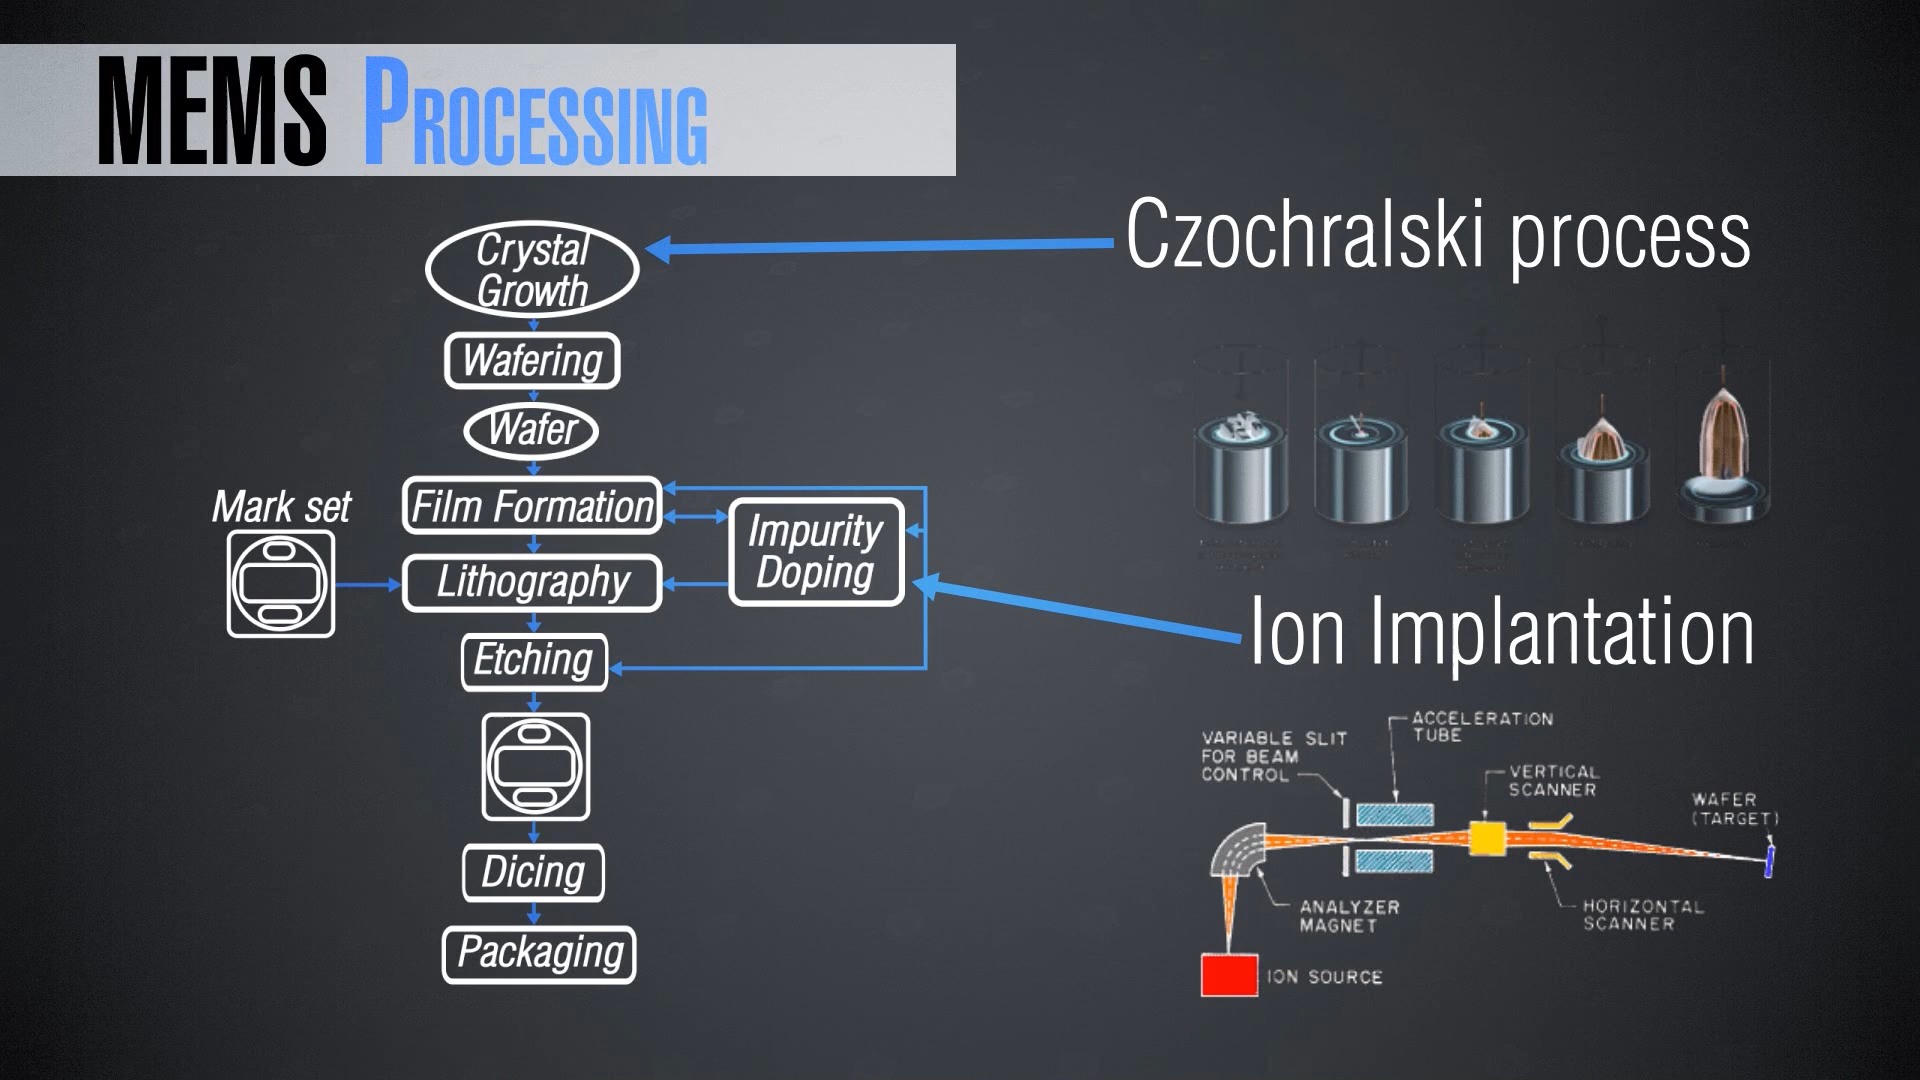 MEMS Processing
Czochralski process
Crystal
Growth
Wafering
Wafer
Mark set
Film Formation
Impurity
Doping
Lithography
Etching
Dicing
Packaging
Ion Implantation
ACCELERATION
TUBE
VARIABLE SLIT
FOR BEAM
CONTROL
VERTICAL
SCANNER
WAFER
(TARGET)
ANALYZER
MAGNET
HORIZONTAL
SCANNER
ION SOURCE